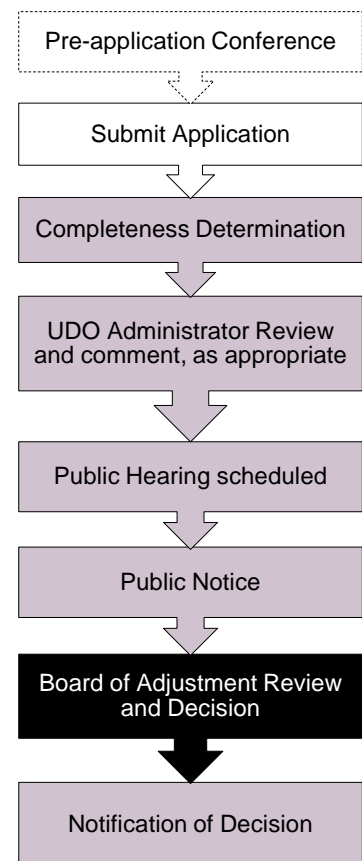 Pre-application Conference
Submit Application
Completeness Determination
UDO Administrator Review
and comment, as appropriate
Public Hearing scheduled
Public Notice
Board of Adjustment Review
and Decision
Notification of Decision